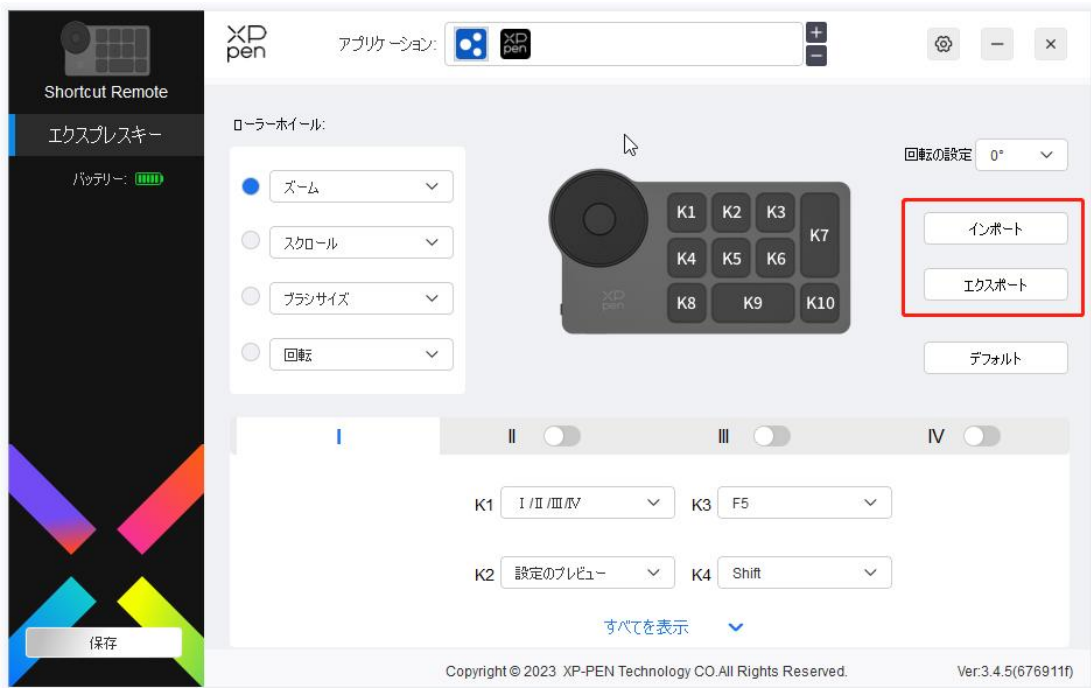 XP
pen
アプリケーション:
XP
pen
Shortcut Remote
エクスプレスキー
バッテリー:
ローラーホイール:
ズーム
スクロール
ブラシサイズ
回転
K1 K2 K3
K7
K4 K5 K6
K8 K9 K10
XP
pen
回転の設定 0°
インポート
エクスポート
デフォルト
I II III IV
K1 I/II/III/IV K3 F5
K2 設定のプレビュー K4 Shift
すべてを表示
保存
Copyright © 2023 XP-PEN Technology CO.All Rights Reserved.
Ver:3.4.5(676911f)